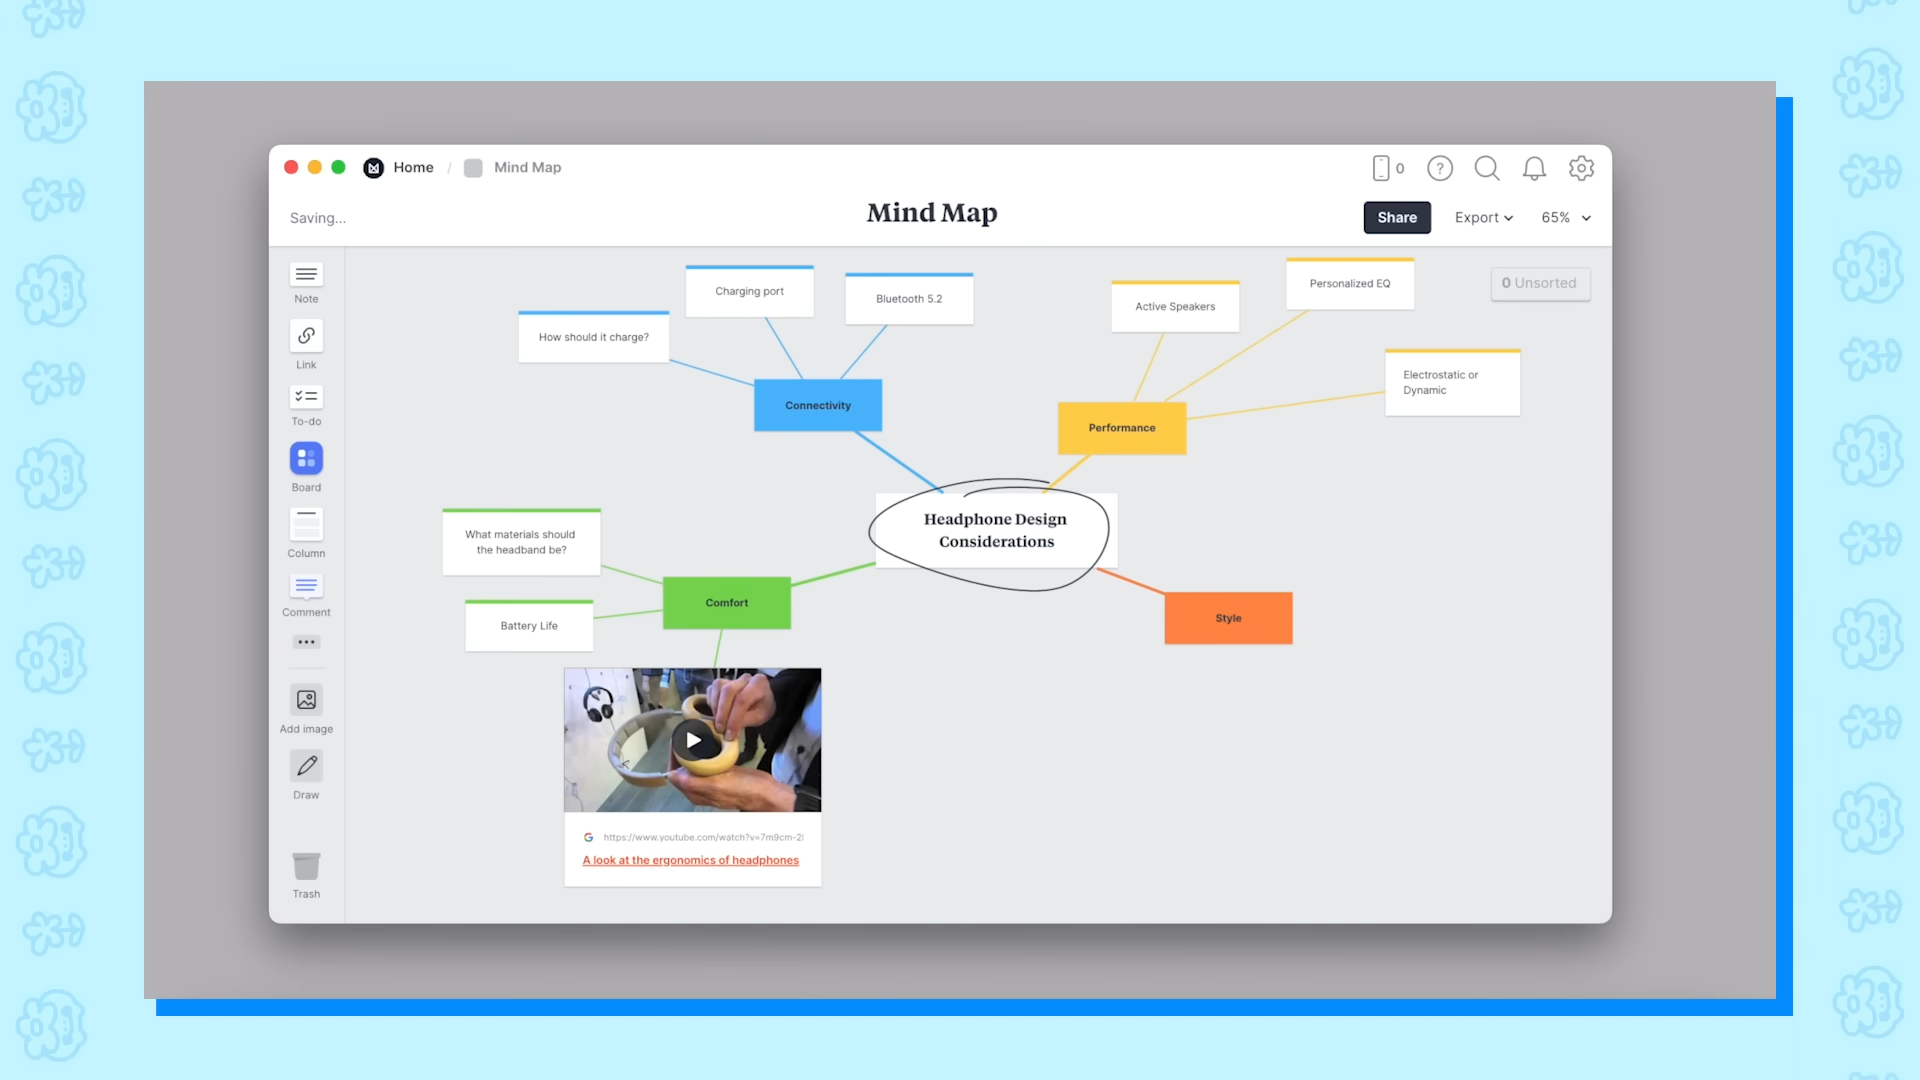 Home / Mind Map
0
Saving...
Mind Map
Share
Export
65%
Note
Link
To-do
Board
Column
Comment
Add image
Draw
Trash
0 Unsorted
How should it charge?
Charging port
Bluetooth 5.2
Connectivity
Active Speakers
Personalized EQ
Electrostatic or
Dynamic
Performance
Headphone Design
Considerations
What materials should
the headband be?
Battery Life
Comfort
Style
https://www.youtube.com/watch?v=7m9cm-2
A look at the ergonomics of headphones